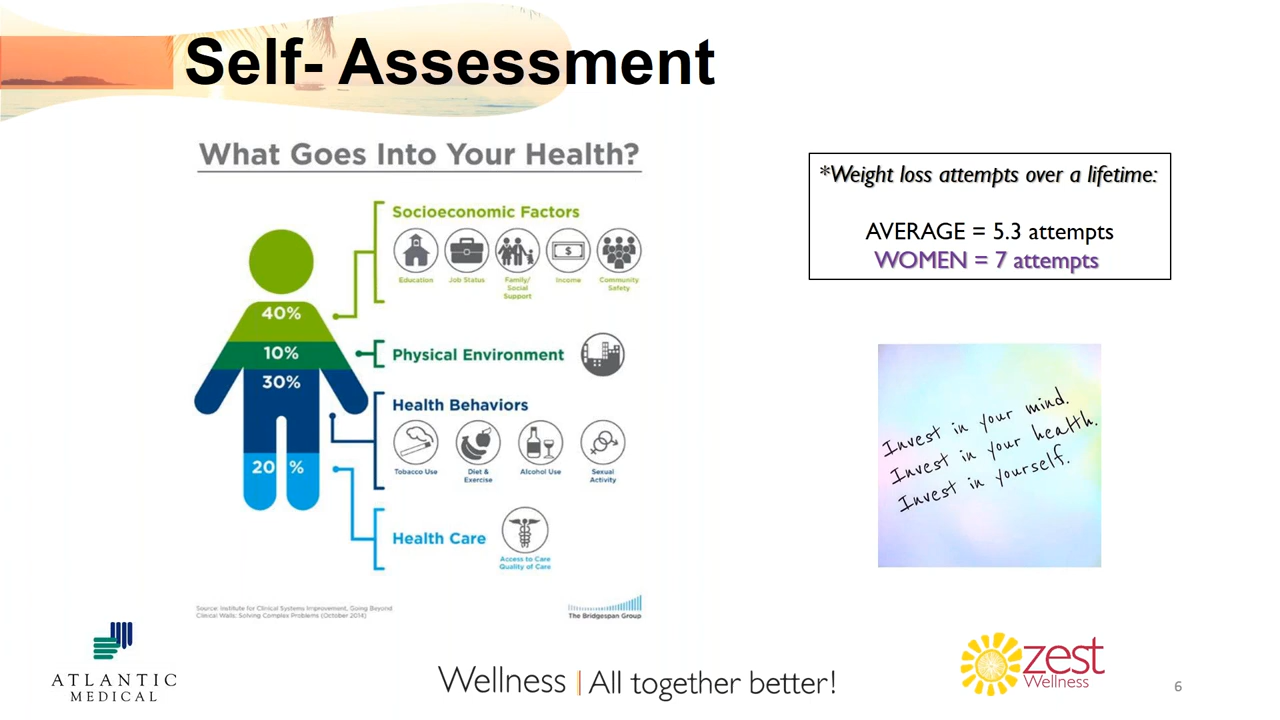 Self- Assessment
What Goes Into Your Health?
Socioeconomic Factors
Education
Job Status
Family/
Social
Support
Income
Community
Safety
40%
10%
Physical Environment
30%
Health Behaviors
Tobacco Use
Diet &
Exercise
Alcohol Use
Sexual
Activity
20 %
Health Care
Access to Care
Quality of Care
Source: Institute for Clinical Systems Improvement, Going Beyond
Clinical Walls: Solving Complex Problems (October 2014)
The Bridgespan Group
*Weight loss attempts over a lifetime:
AVERAGE = 5.3 attempts
WOMEN = 7 attempts
Invest in your mind.
Invest in your health.
Invest in yourself.
ATLANTIC
MEDICAL
Wellness | All together better!
zest
Wellness
6